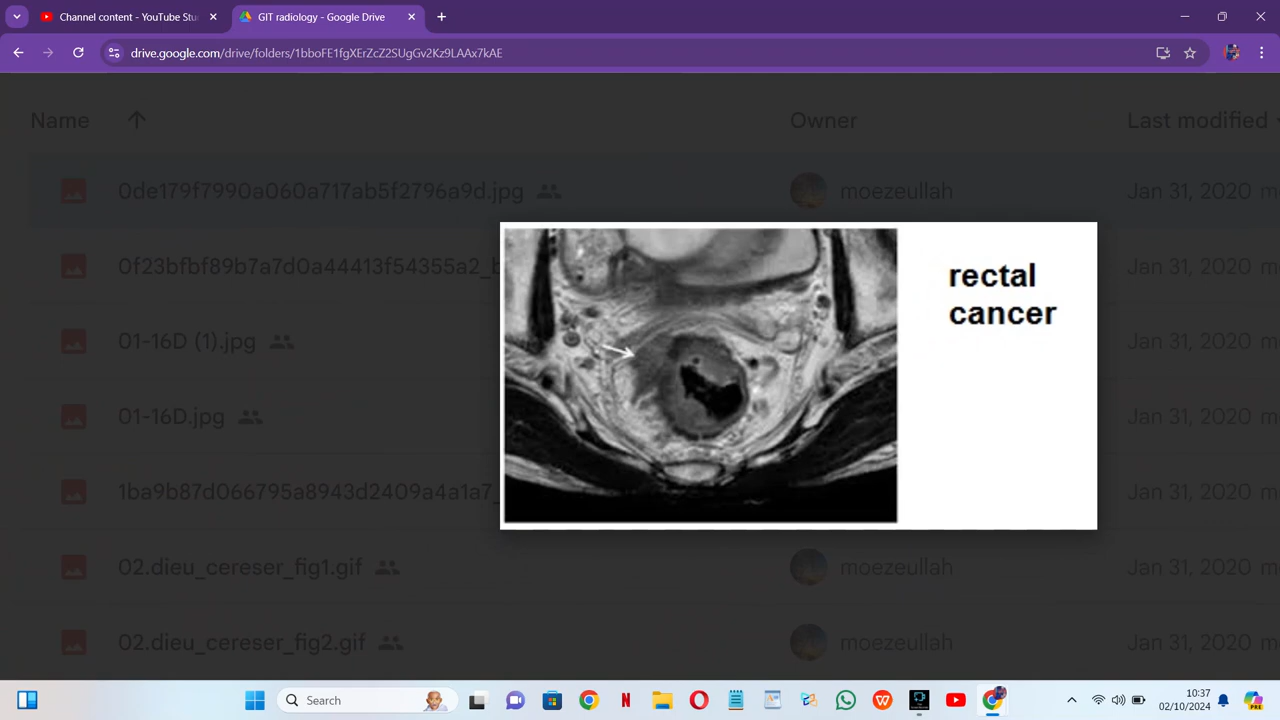 Channel content - YouTube Stu
GIT radiology - Google Drive
drive.google.com/drive/folders/1bboFE1fgXErZcZ2SUgGv2Kz9LAAx7kAE
Name
Owner
Last modified
0de179f7990a060a717ab5f2796a9d.jpg
moezeullah
Jan 31, 2020 m
0f23bfbf89b7a7d0a44413f54355a2_b
Jan 31, 2020 m
01-16D (1).jpg
Jan 31, 2020 m
01-16D.jpg
Jan 31, 2020 m
1ba9b87d066795a8943d2409a4a1a7_
Jan 31, 2020 m
02.dieu_cereser_fig1.gif
moezeullah
Jan 31, 2020 m
02.dieu_cereser_fig2.gif
moezeullah
Jan 31, 2020 m
rectal
cancer
Search
10:37
02/10/2024